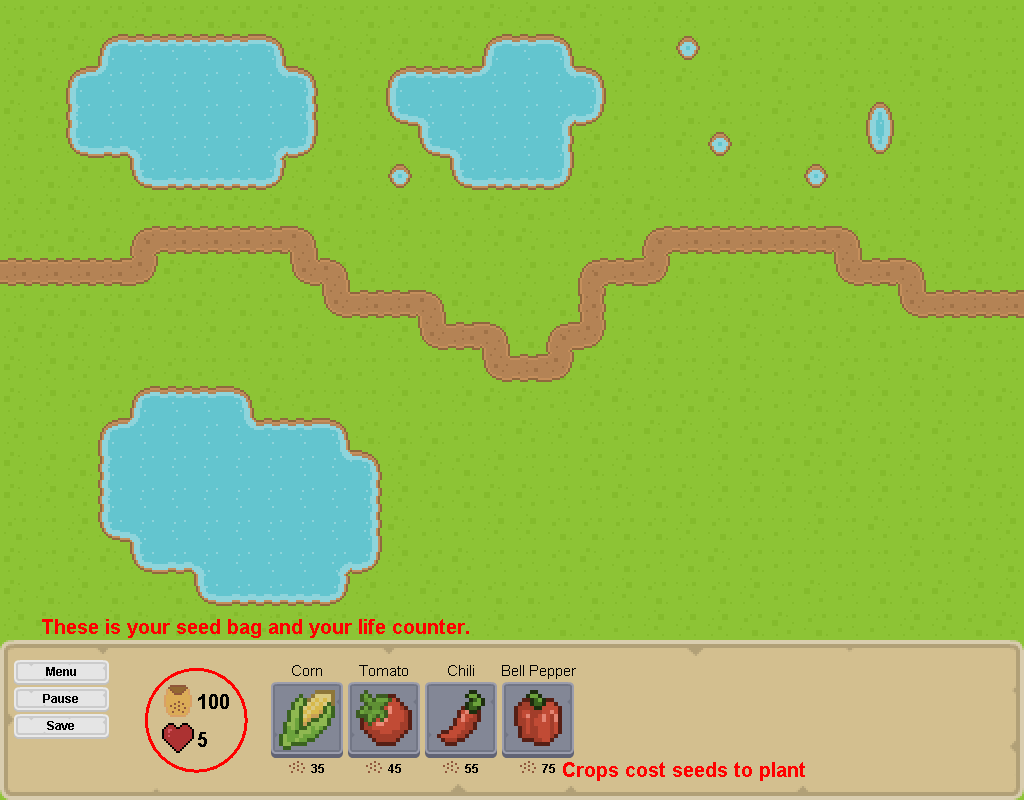 These is your seed bag and your life counter.
Menu
Pause
Save
100
5
Corn Tomato Chili Bell Pepper
35 45 55 75
Crops cost seeds to plant